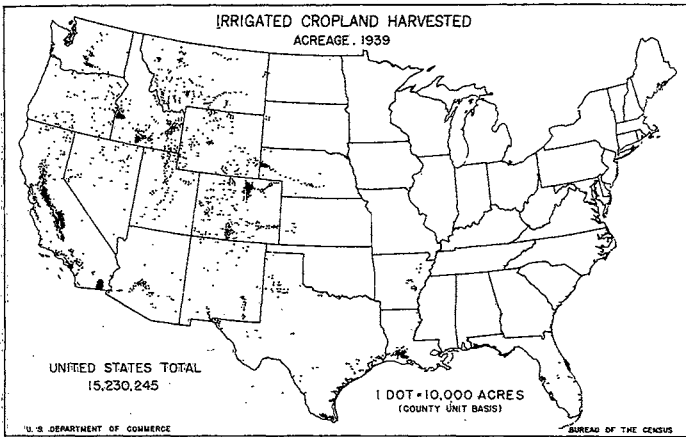 IRRIGATED CROPLAND HARVESTED
ACREAGE. 1939
UNITED STATES TOTAL
15,230,245
1 DOT=10,000 ACRES
(COUNTY UNIT BASIS)
U. S. DEPARTMENT OF COMMERCE
BUREAU OF THE CENSUS